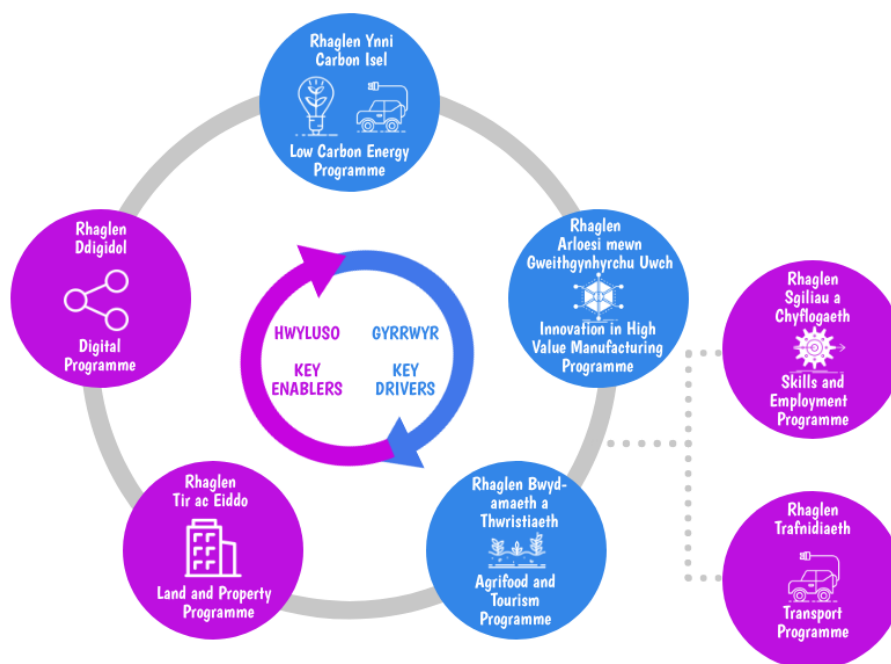 Rhaglen Ynni
Carbon Isel
Low Carbon Energy
Programme
Rhaglen
Ddigidol
Digital
Programme
Rhaglen
Arloesi mewn
Gweithgynhyrchu Uwch
Innovation in High
Value Manufacturing
Programme
HWYLUSO
KEY
ENABLERS
GYRRWYR
KEY
DRIVERS
Rhaglen
Sgiliau a
Chyflogaeth
Skills and
Employment
Programme
Rhaglen
Tir ac Eiddo
Land and Property
Programme
Rhaglen Bwyd-
amaeth a
Thwristiaeth
Agrifood and
Tourism
Programme
Rhaglen
Trafnidiaeth
Transport
Programme